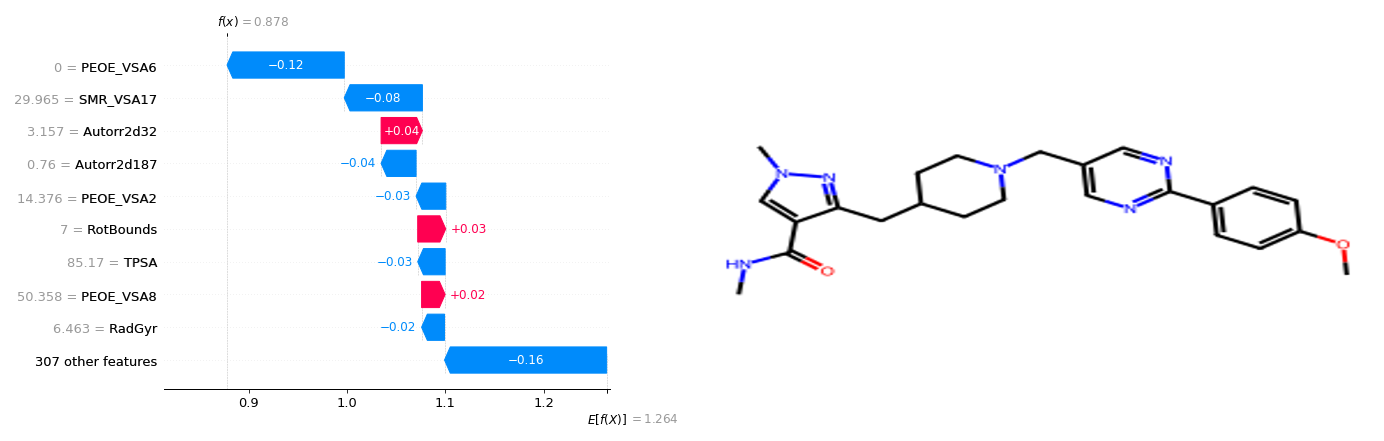 f(x) = 0.878
0 = PEOE_VSA6
−0.12
29.965 = SMR_VSA17
−0.08
3.157 = Autorr2d32
+0.04
0.76 = Autorr2d187
−0.04
14.376 = PEOE_VSA2
−0.03
7 = RotBounds
+0.03
85.17 = TPSA
−0.03
50.358 = PEOE_VSA8
+0.02
6.463 = RadGyr
−0.02
307 other features
−0.16
0.9 1.0 1.1 1.2
E[f(X)] = 1.264
N
N
HN
O
N
N
N
O